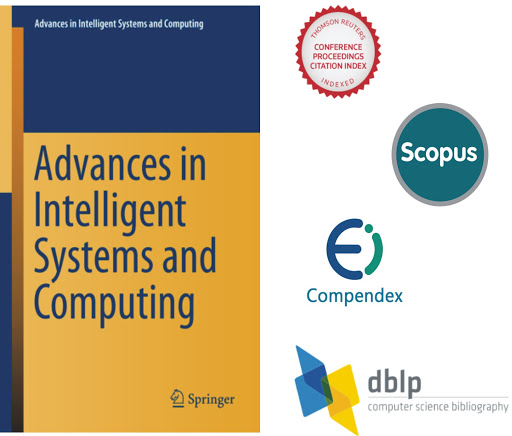 Advances in Intelligent Systems and Computing
Advances in
Intelligent
Systems and
Computing
Springer
THOMSON REUTERS
CONFERENCE
PROCEEDINGS
CITATION INDEX
INDEXED
Scopus
Ei
Compendex
dblp
computer science bibliography